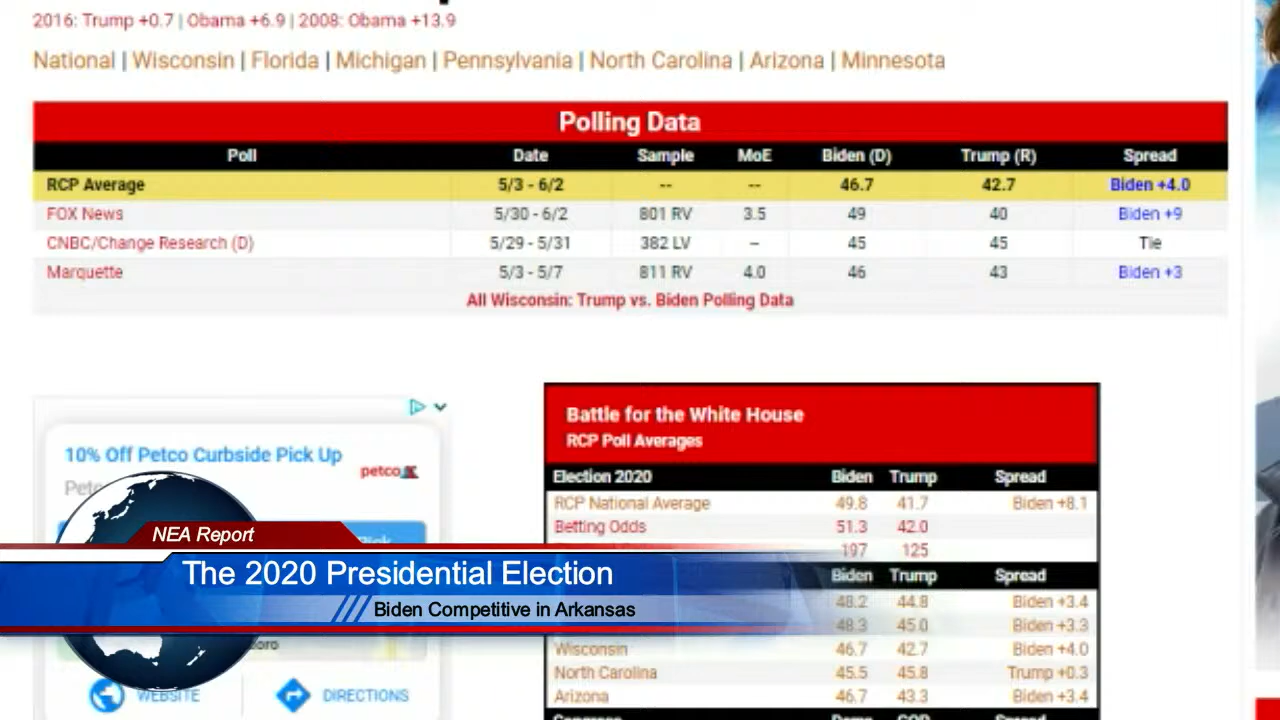 2016: Trump +0.7 | Obama +6.9 | 2008: Obama +13.9
National | Wisconsin | Florida | Michigan | Pennsylvania | North Carolina | Arizona | Minnesota
Polling Data
Poll Date Sample MoE Biden (D) Trump (R) Spread
RCP Average 5/3 - 6/2 -- -- 46.7 42.7 Biden +4.0
FOX News 5/30 - 6/2 801 RV 3.5 49 40 Biden +9
CNBC/Change Research (D) 5/29 - 5/31 382 LV – 45 45 Tie
Marquette 5/3 - 5/7 811 RV 4.0 46 43 Biden +3
All Wisconsin: Trump vs. Biden Polling Data
10% Off Petco Curbside Pick Up
petco
WEBSITE
DIRECTIONS
Battle for the White House
RCP Poll Averages
Election 2020 Biden Trump Spread
RCP National Average 49.8 41.7 Biden +8.1
Betting Odds 51.3 42.0
197 125
Biden Trump Spread
48.2 44.8 Biden +3.4
48.3 45.0 Biden +3.3
Wisconsin 46.7 42.7 Biden +4.0
North Carolina 45.5 45.8 Trump +0.3
Arizona 46.7 43.3 Biden +3.4
NEA Report
The 2020 Presidential Election
Biden Competitive in Arkansas